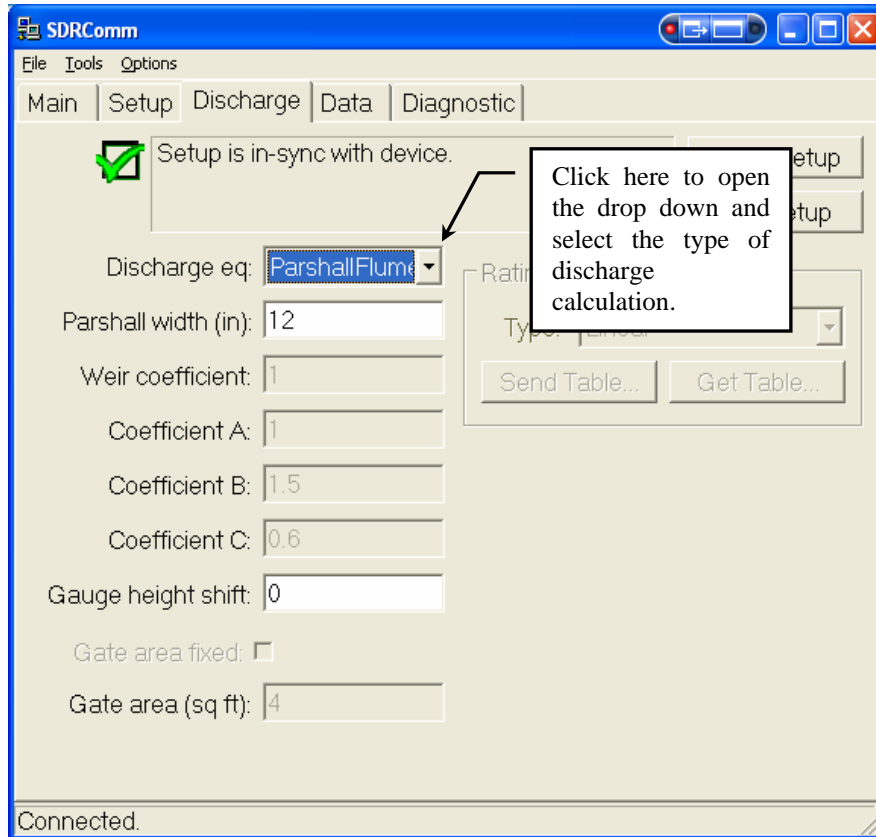 SDRComm
File Tools Options
Main Setup Discharge Data Diagnostic
Setup is in-sync with device.
etup
etup
Click here to open
the drop down and
select the type of
discharge
calculation.
Discharge eq: ParshallFlume
Parshall width (in): 12
Weir coefficient: 1
Coefficient A: 1
Coefficient B: 1.5
Coefficient C: 0.6
Gauge height shift: 0
Gate area fixed:
Gate area (sq ft): 4
Ratin
Type: Linear
Send Table... Get Table...
Connected.